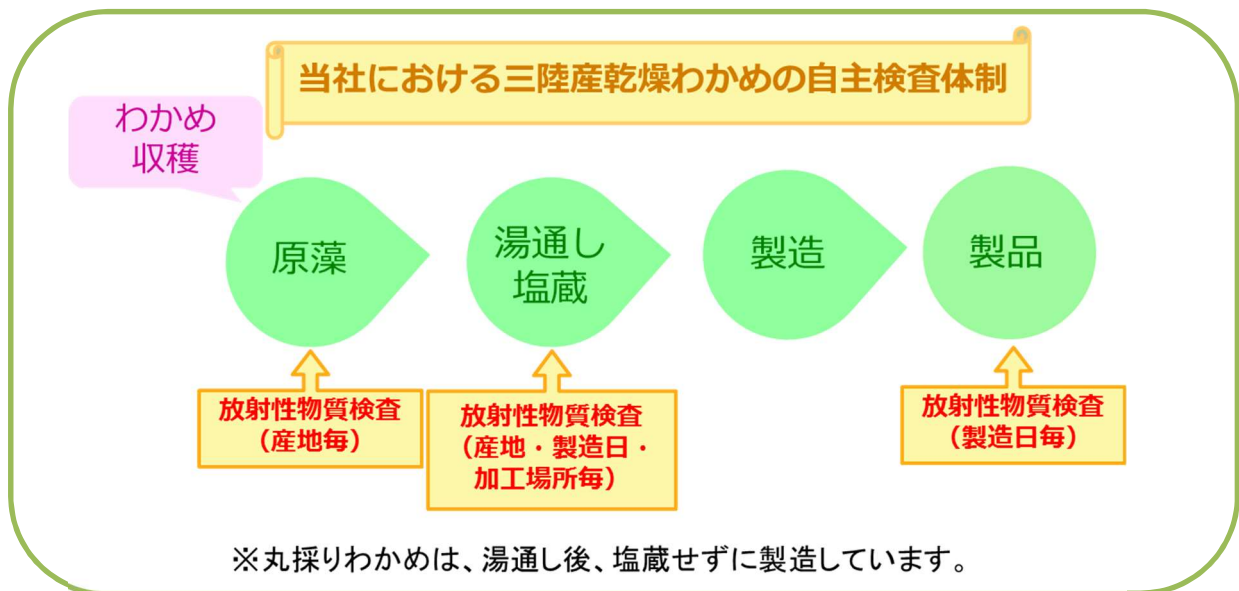 当社における三陸産乾燥わかめの自主検査体制
わかめ
収穫
原藻
湯通し
塩蔵
製造
製品
放射性物質検査
（産地毎）
放射性物質検査
（産地・製造日・
加工場所毎）
放射性物質検査
（製造日毎）
※丸採りわかめは、湯通し後、塩蔵せずに製造しています。